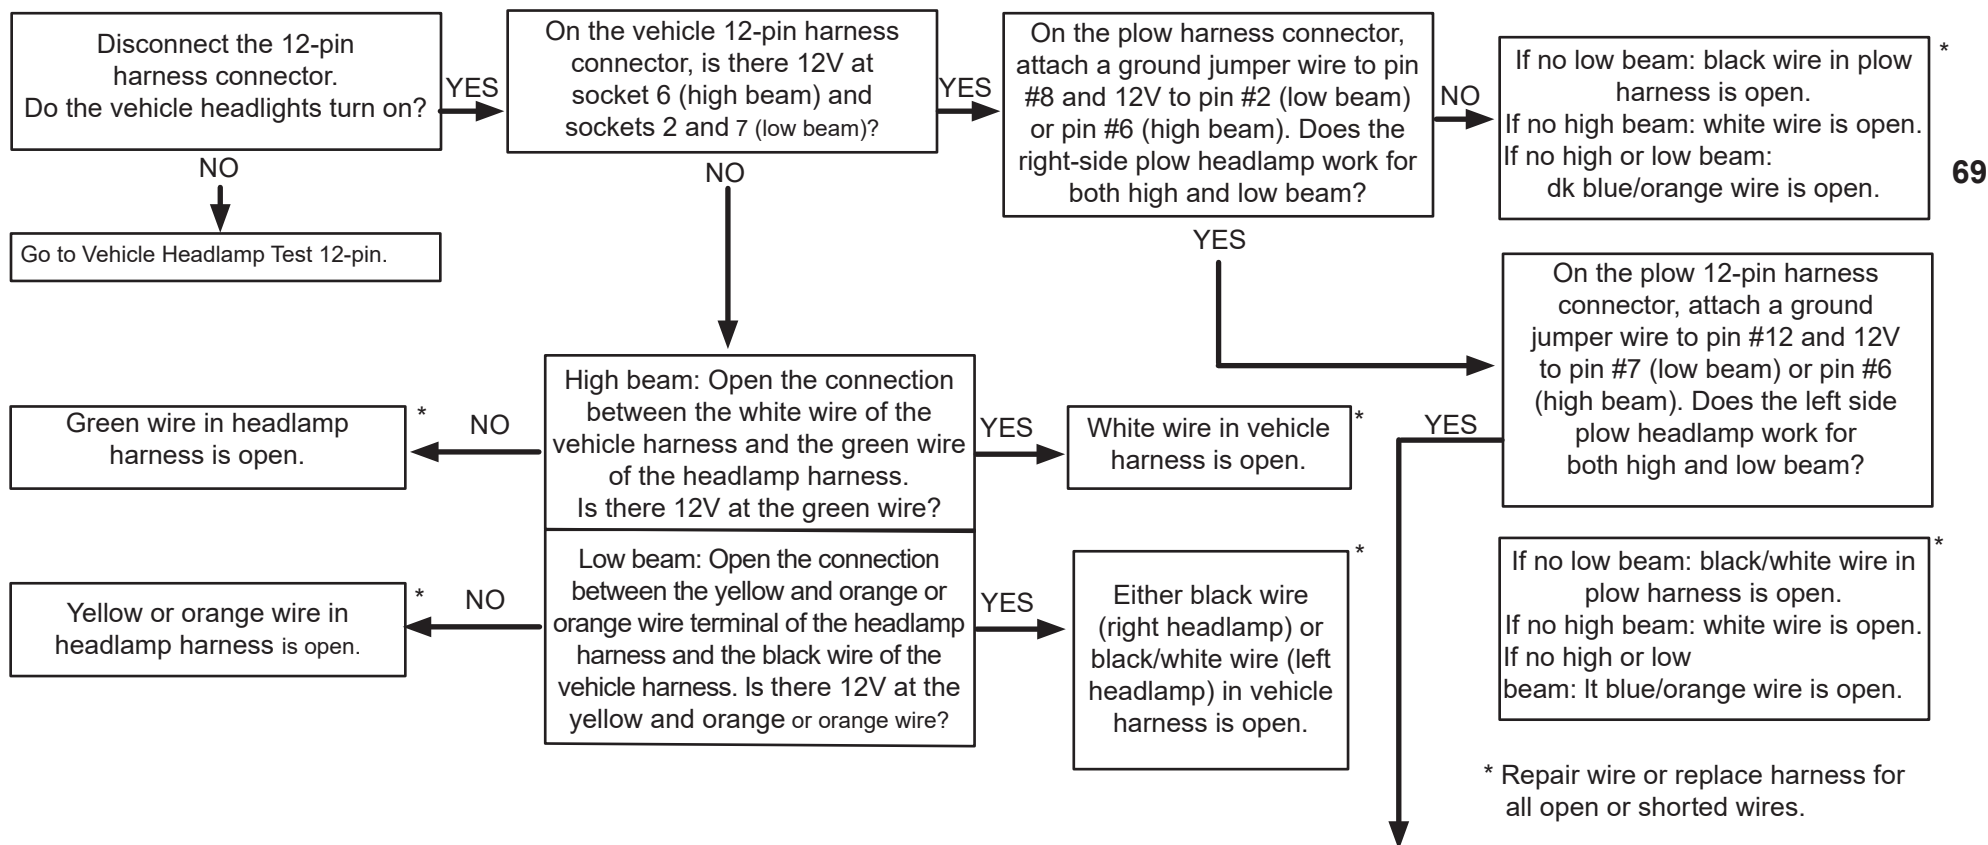 Disconnect the 12-pin
harness connector.
Do the vehicle headlights turn on?
YES
On the vehicle 12-pin harness
connector, is there 12V at
socket 6 (high beam) and
sockets 2 and 7 (low beam)?
YES
On the plow harness connector,
attach a ground jumper wire to pin
#8 and 12V to pin #2 (low beam)
or pin #6 (high beam). Does the
right-side plow headlamp work for
both high and low beam?
NO
If no low beam: black wire in plow
harness is open.
If no high beam: white wire is open.
If no high or low beam:
dk blue/orange wire is open.
*
69
NO
Go to Vehicle Headlamp Test 12-pin.
NO
YES
On the plow 12-pin harness
connector, attach a ground
jumper wire to pin #12 and 12V
to pin #7 (low beam) or pin #6
(high beam). Does the left side
plow headlamp work for
both high and low beam?
YES
High beam: Open the connection
between the white wire of the
vehicle harness and the green wire
of the headlamp harness.
Is there 12V at the green wire?
NO
*
Green wire in headlamp
harness is open.
YES
White wire in vehicle
harness is open.
*
Low beam: Open the connection
between the yellow and orange or
orange wire terminal of the headlamp
harness and the black wire of the
vehicle harness. Is there 12V at the
yellow and orange or orange wire?
NO
*
Yellow or orange wire in
headlamp harness is open.
YES
Either black wire
(right headlamp) or
black/white wire (left
headlamp) in vehicle
harness is open.
*
If no low beam: black/white wire in
plow harness is open.
If no high beam: white wire is open.
If no high or low
beam: lt blue/orange wire is open.
*
* Repair wire or replace harness for
all open or shorted wires.